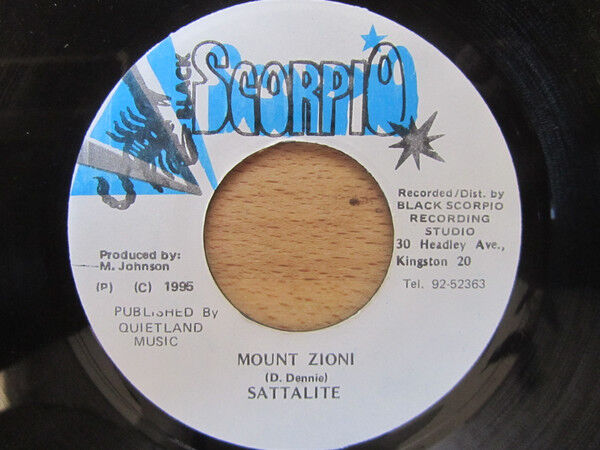 BLACK
SCORPIO
Produced by:
M. Johnson
(P) (C) 1995
PUBLISHED By
QUIETLAND
MUSIC
Recorded/Dist. by
BLACK SCORPIO
RECORDING
STUDIO
30 Headley Ave.,
Kingston 20
Tel. 92-52363
MOUNT ZIONI
(D. Dennie)
SATTALITE